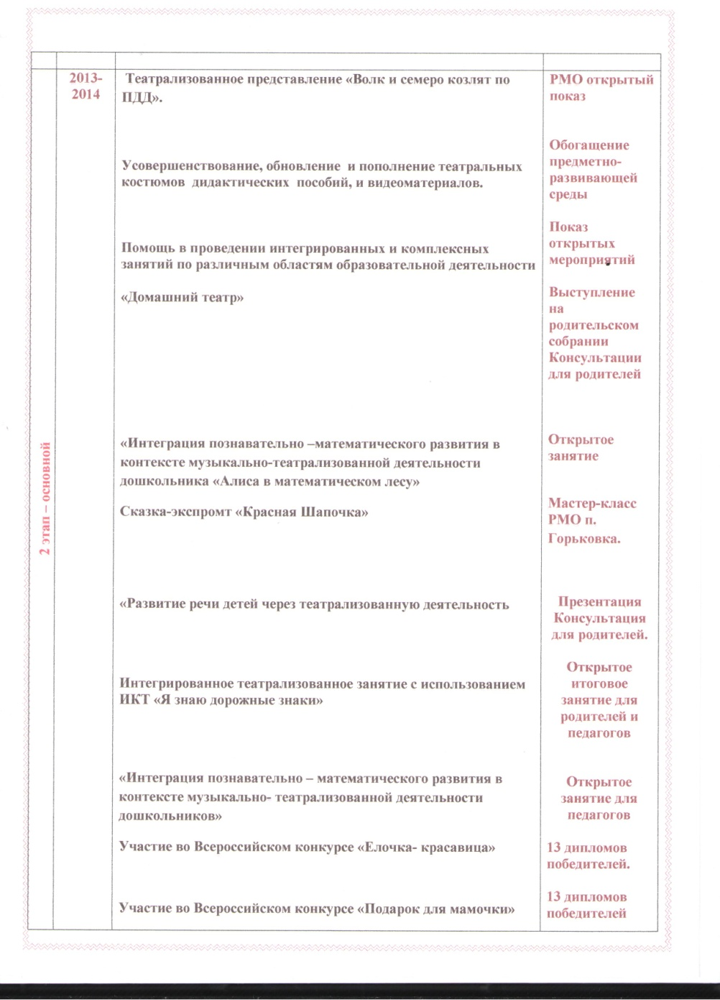 2 этап – основной
2013-
2014
Театрализованное представление «Волк и семеро козлят по
ПДД».
РМО открытый
показ
Усовершенствование, обновление и пополнение театральных
костюмов дидактических пособий, и видеоматериалов.
Обогащение
предметно-
развивающей
среды
Помощь в проведении интегрированных и комплексных
занятий по различным областям образовательной деятельности
Показ
открытых
мероприятий
«Домашний театр»
Выступление
на
родительском
собрании
Консультации
для родителей
«Интеграция познавательно –математического развития в
контексте музыкально-театрализованной деятельности
дошкольника «Алиса в математическом лесу»
Открытое
занятие
Сказка-экспромт «Красная Шапочка»
Мастер-класс
РМО п.
Горьковка.
«Развитие речи детей через театрализованную деятельность
Презентация
Консультация
для родителей.
Интегрированное театрализованное занятие с использованием
ИКТ «Я знаю дорожные знаки»
Открытое
итоговое
занятие для
родителей и
педагогов
«Интеграция познавательно – математического развития в
контексте музыкально- театрализованной деятельности
дошкольников»
Открытое
занятие для
педагогов
Участие во Всероссийском конкурсе «Елочка- красавица»
13 дипломов
победителей.
Участие во Всероссийском конкурсе «Подарок для мамочки»
13 дипломов
победителей